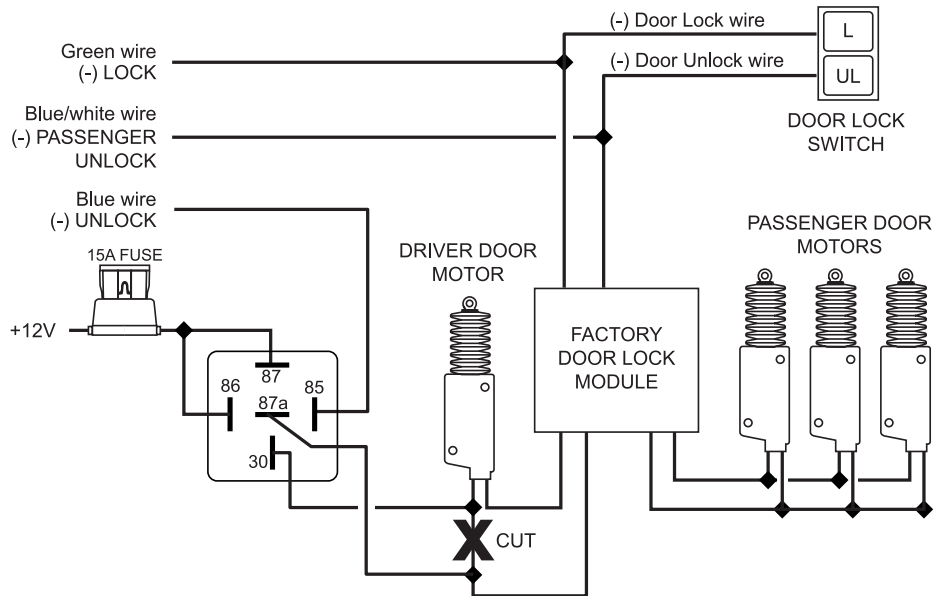 (-) Door Lock wire
L
Green wire
(-) LOCK
(-) Door Unlock wire
UL
Blue/white wire
(-) PASSENGER
UNLOCK
DOOR LOCK
SWITCH
Blue wire
(-) UNLOCK
15A FUSE
DRIVER DOOR
MOTOR
PASSENGER DOOR
MOTORS
+12V
FACTORY
DOOR LOCK
MODULE
87
86
85
87a
30
CUT